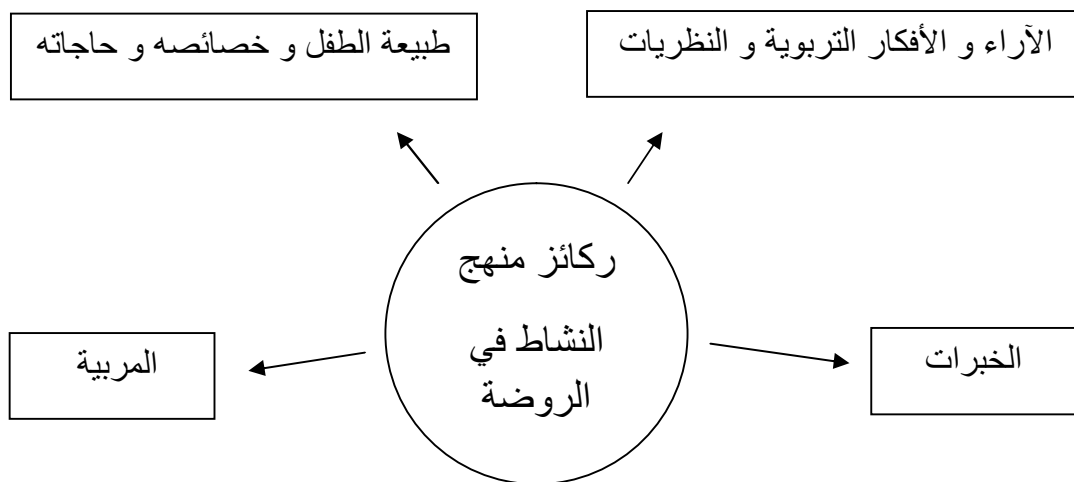 الآراء و الأفكار التربوية و النظريات
طبيعة الطفل و خصائصه و حاجاته
ركائز منهج
النشاط في
الروضة
الخبرات
المربية